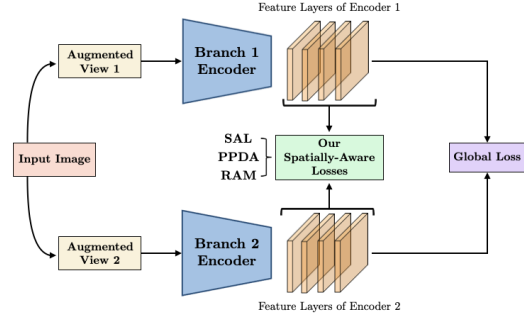 Feature Layers of Encoder 1
Augmented
View 1
Branch 1
Encoder
Input Image
SAL
PPDA
RAM
Our
Spatially-Aware
Losses
Global Loss
Augmented
View 2
Branch 2
Encoder
Feature Layers of Encoder 2